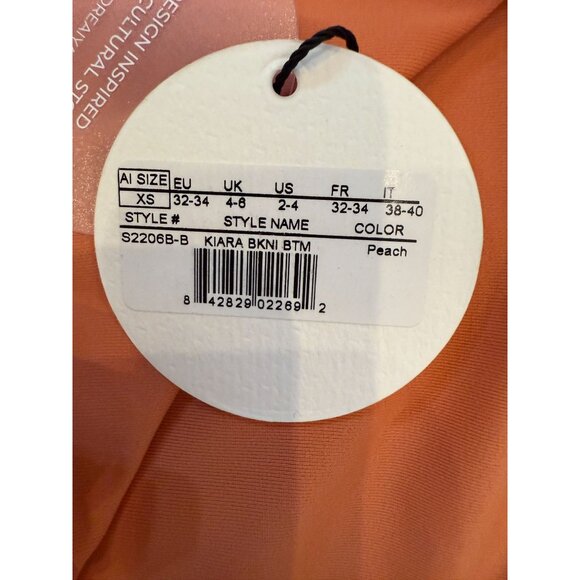 DESIGN INSPIRED
CULTURAL
AI SIZE EU UK US FR IT
XS 32-34 4-6 2-4 32-34 38-40
STYLE # STYLE NAME COLOR
S2206B-B KIARA BKNI BTM Peach
8 42829 02269 2